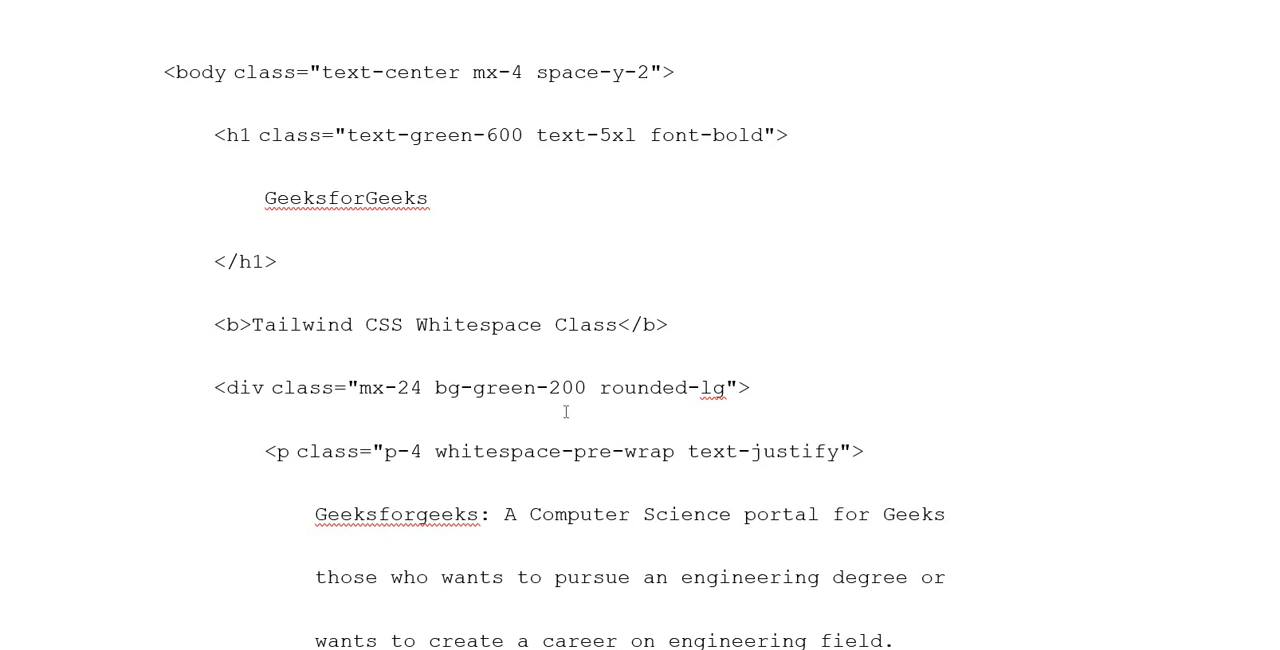 <body class="text-center mx-4 space-y-2">
<h1 class="text-green-600 text-5xl font-bold">
GeeksforGeeks
</h1>
<b>Tailwind CSS Whitespace Class</b>
<div class="mx-24 bg-green-200 rounded-lg">
<p class="p-4 whitespace-pre-wrap text-justify">
Geeksforgeeks: A Computer Science portal for Geeks
those who wants to pursue an engineering degree or
wants to create a career on engineering field.